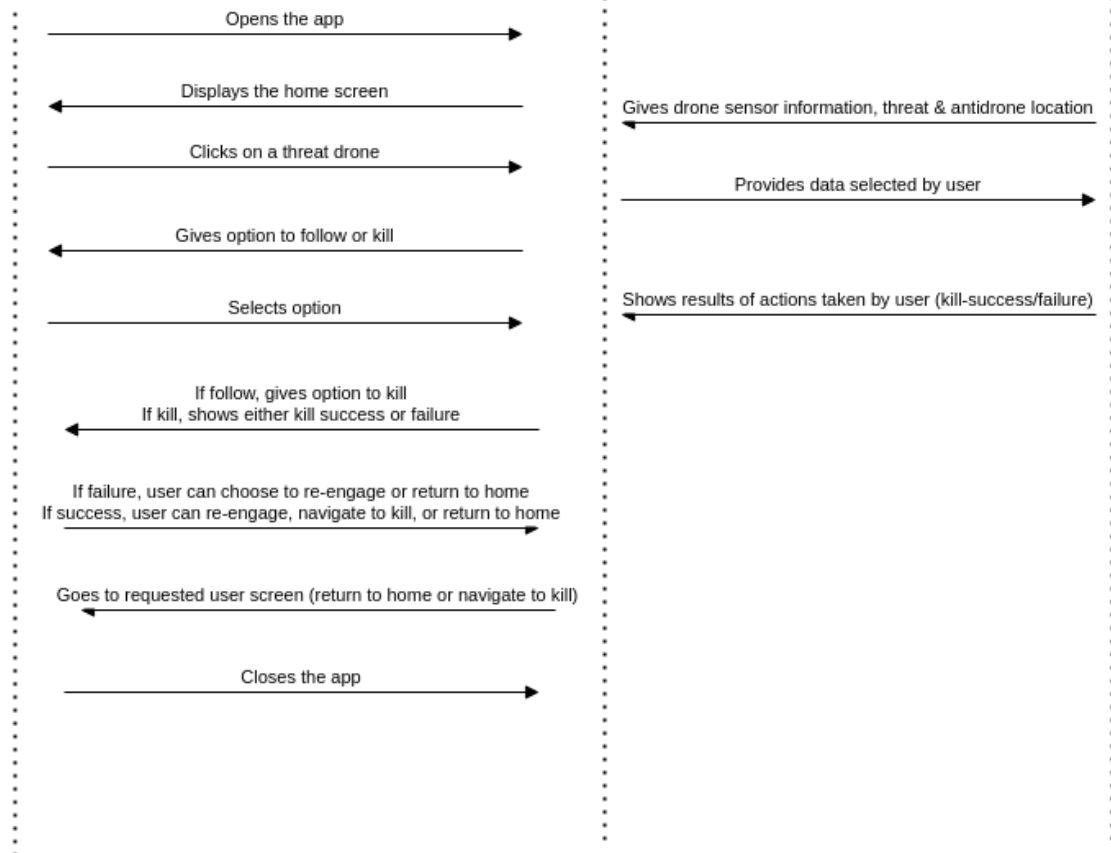 Opens the app
Displays the home screen
Gives drone sensor information, threat & antidrone location
Clicks on a threat drone
Provides data selected by user
Gives option to follow or kill
Selects option
Shows results of actions taken by user (kill-success/failure)
If follow, gives option to kill
If kill, shows either kill success or failure
If failure, user can choose to re-engage or return to home
If success, user can re-engage, navigate to kill, or return to home
Goes to requested user screen (return to home or navigate to kill)
Closes the app